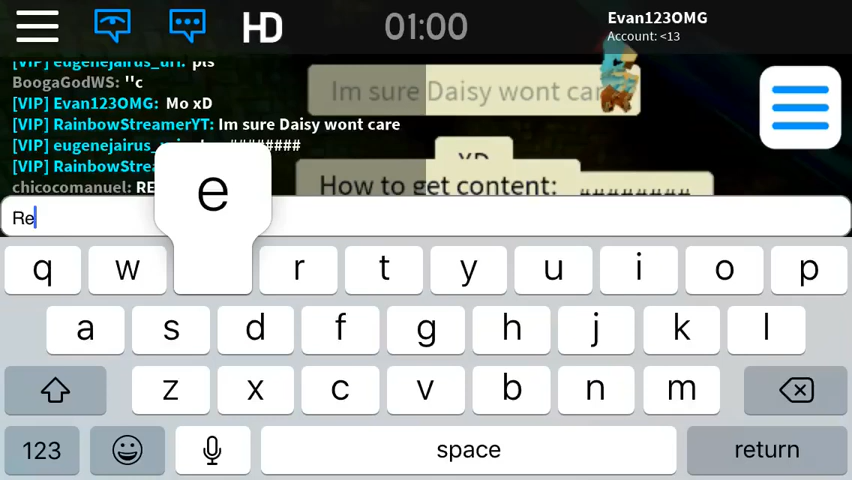 HD
01:00
Evan123OMG
Account: <13
[VIP] eugenejairus_uri: pls
BoogaGodWS: ''c
[VIP] Evan123OMG: Mo xD
[VIP] RainbowStreamerYT: Im sure Daisy wont care
[VIP] eugenejairus_ ########
[VIP] RainbowStrea
chicocomanuel: RE
Im sure Daisy wont car
XD
How to get content: ########
Re
e
q w r t y u i o p
a s d f g h j k l
z x c v b n m
123 space return